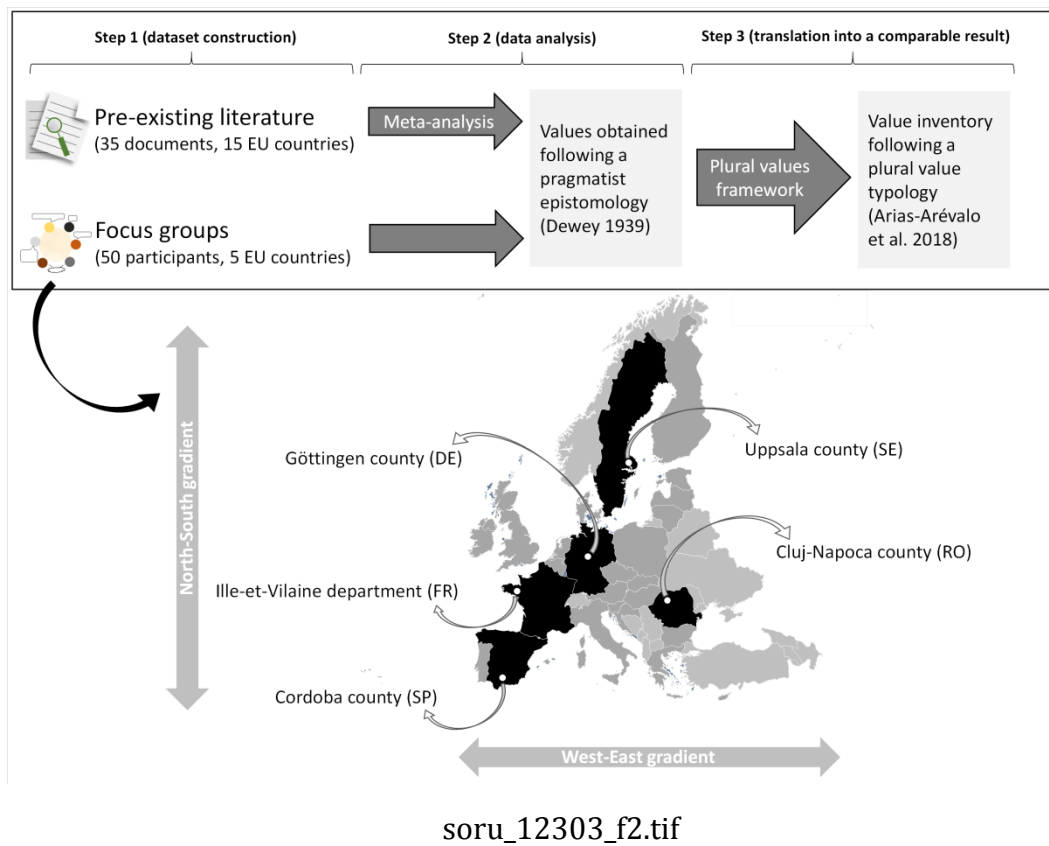 Step 1 (dataset construction)
Step 2 (data analysis)
Step 3 (translation into a comparable result)
Pre-existing literature
(35 documents, 15 EU countries)
Meta-analysis
Values obtained
following a
pragmatist
epistomology
(Dewey 1939)
Plural values
framework
Value inventory
following a
plural value
typology
(Arias-Arévalo
et al. 2018)
Focus groups
(50 participants, 5 EU countries)
North-South gradient
Göttingen county (DE)
Uppsala county (SE)
Cluj-Napoca county (RO)
Ille-et-Vilaine department (FR)
Cordoba county (SP)
West-East gradient
soru_12303_f2.tif